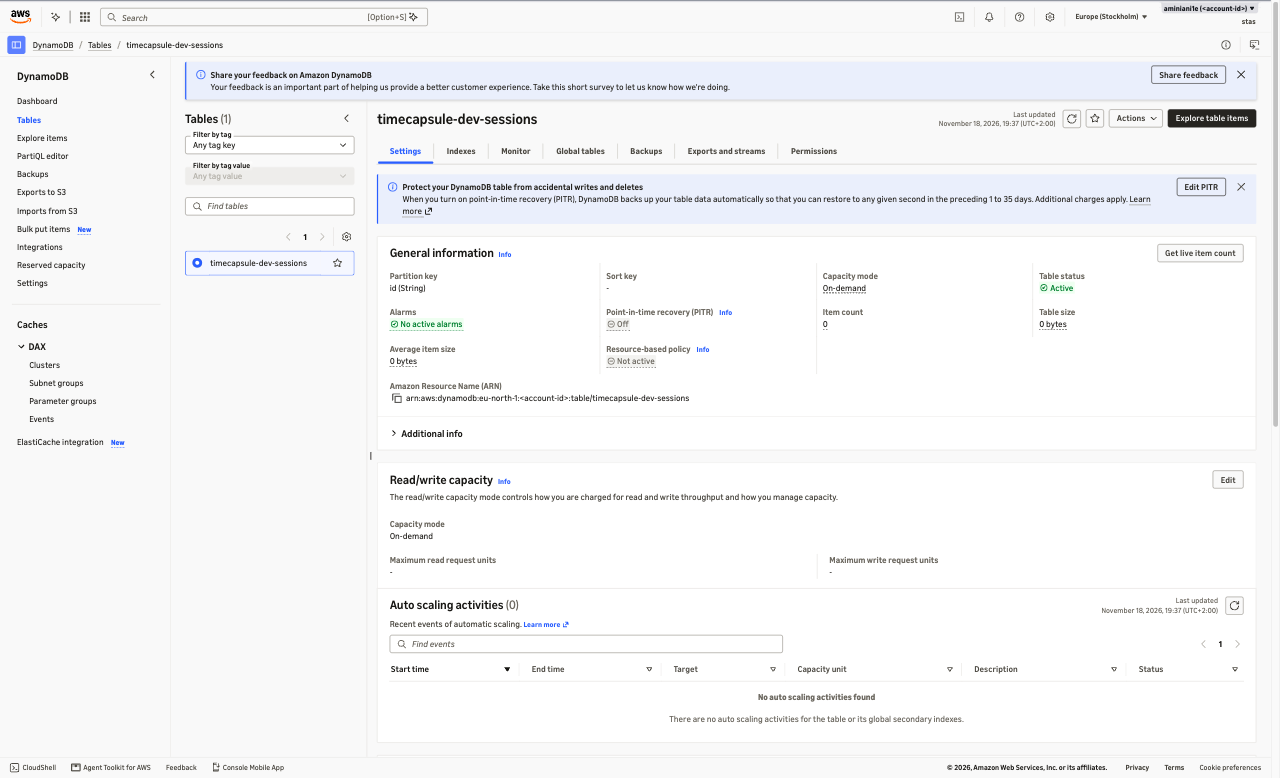 aws
Search [Option+S]
Europe (Stockholm)
aminiani1e (<account-id>)
stas
DynamoDB / Tables / timecapsule-dev-sessions
DynamoDB
Dashboard
Tables
Explore items
PartiQL editor
Backups
Exports to S3
Imports from S3
Bulk put items New
Integrations
Reserved capacity
Settings
Caches
DAX
Clusters
Subnet groups
Parameter groups
Events
ElastiCache integration New
Share your feedback on Amazon DynamoDB
Your feedback is an important part of helping us provide a better customer experience. Take this short survey to let us know how we're doing.
Share feedback
Tables (1)
Filter by tag
Any tag key
Filter by tag value
Any tag value
Find tables
1
timecapsule-dev-sessions
timecapsule-dev-sessions
Last updated
November 18, 2026, 19:37 (UTC+2:00)
Actions
Explore table items
Settings Indexes Monitor Global tables Backups Exports and streams Permissions
Protect your DynamoDB table from accidental writes and deletes
When you turn on point-in-time recovery (PITR), DynamoDB backs up your table data automatically so that you can restore to any given second in the preceding 1 to 35 days. Additional charges apply. Learn
more
Edit PITR
General information Info
Get live item count
Partition key
id (String)
Sort key
-
Capacity mode
On-demand
Table status
Active
Alarms
No active alarms
Point-in-time recovery (PITR) Info
Off
Item count
0
Table size
0 bytes
Average item size
0 bytes
Resource-based policy Info
Not active
Amazon Resource Name (ARN)
arn:aws:dynamodb:eu-north-1:<account-id>:table/timecapsule-dev-sessions
Additional info
Read/write capacity Info
Edit
The read/write capacity mode controls how you are charged for read and write throughput and how you manage capacity.
Capacity mode
On-demand
Maximum read request units
-
Maximum write request units
-
Auto scaling activities (0)
Last updated
November 18, 2026, 19:37 (UTC+2:00)
Recent events of automatic scaling. Learn more
Find events
1
Start time End time Target Capacity unit Description Status
No auto scaling activities found
There are no auto scaling activities for the table or its global secondary indexes.
CloudShell Agent Toolkit for AWS Feedback Console Mobile App
© 2026, Amazon Web Services, Inc. or its affiliates. Privacy Terms Cookie preferences